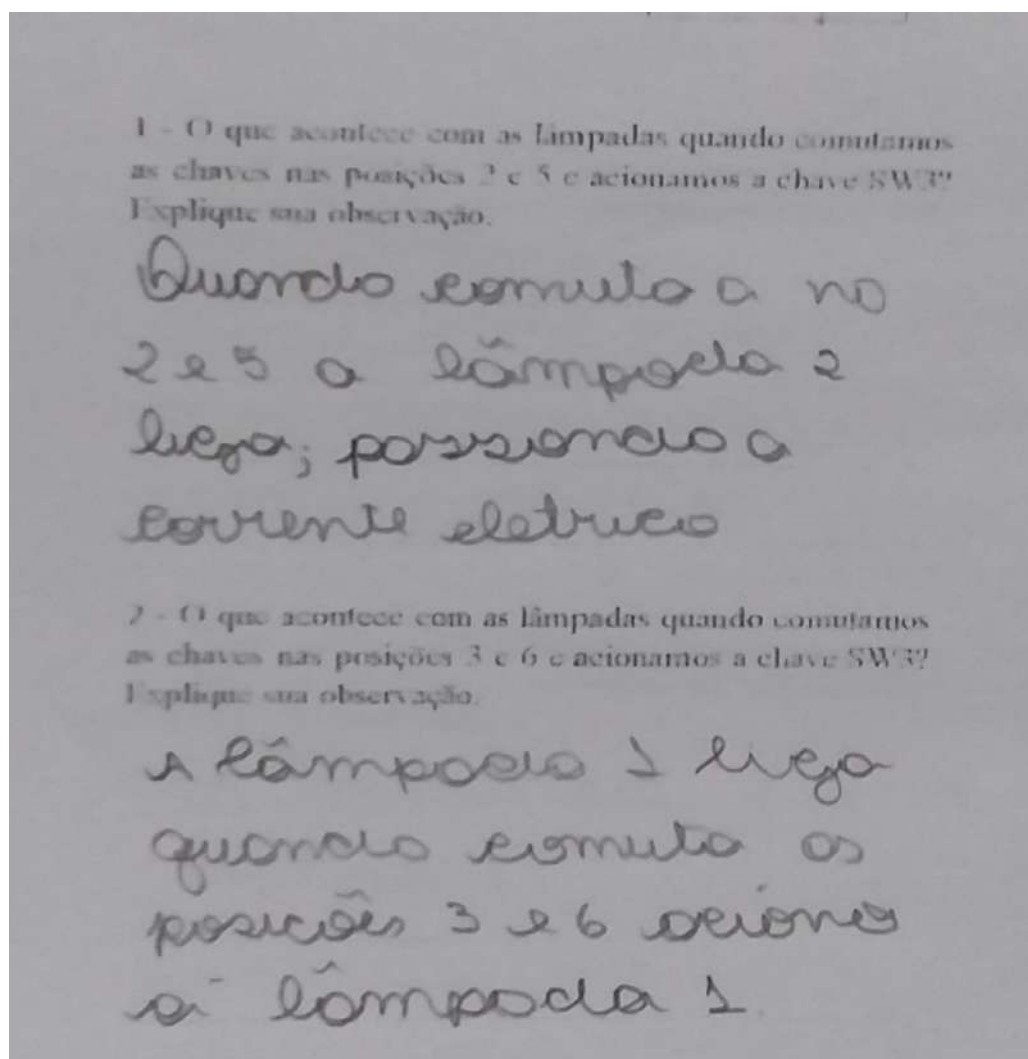 1 - O que acontece com as lâmpadas quando comutamos
as chaves nas posições 2 e 5 e acionamos a chave SW3?
Explique sua observação.
Quando comuta a no
2 e 5 a lâmpada 2
liga; passando a
corrente eletrica
2 - O que acontece com as lâmpadas quando comutamos
as chaves nas posições 3 e 6 e acionamos a chave SW3?
Explique sua observação.
A lâmpada 1 liga
quando comuta as
posições 3 e 6 aciona
a lâmpada 1.